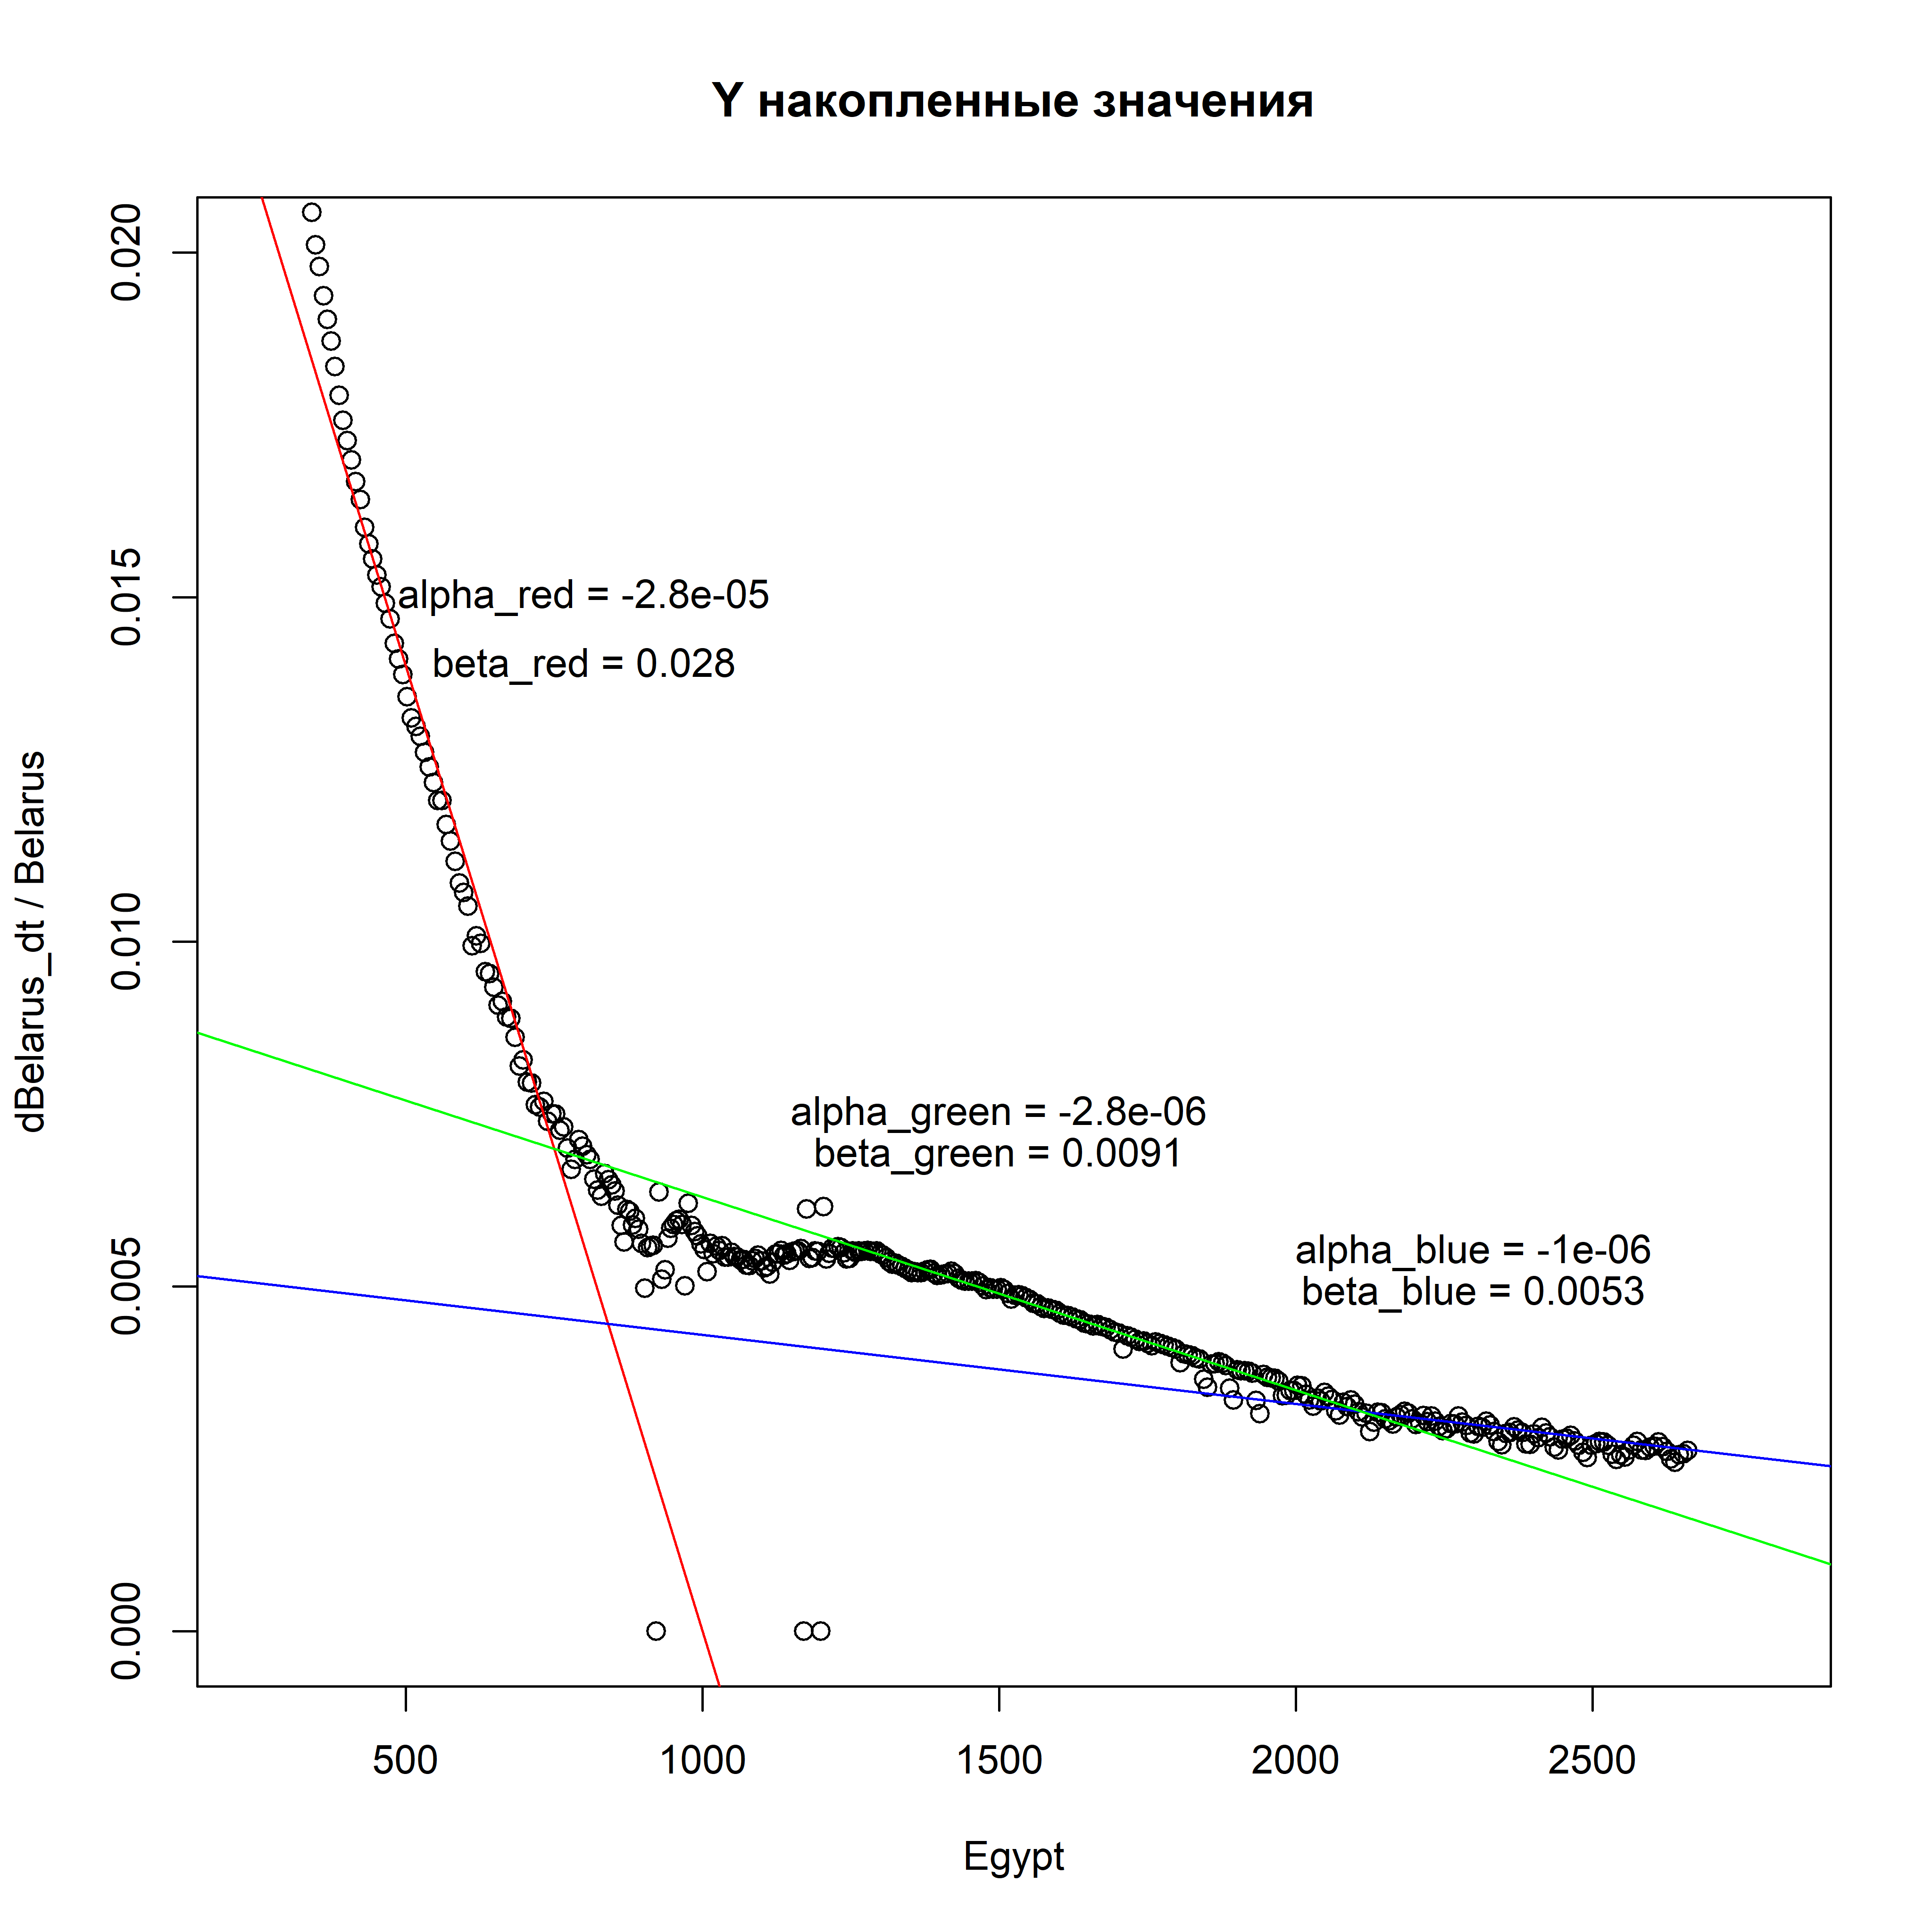 Y накопленные значения
dBelarus_dt / Belarus
0.020
0.015
0.010
0.005
0.000
alpha_red = -2.8e-05
beta_red = 0.028
alpha_green = -2.8e-06
beta_green = 0.0091
alpha_blue = -1e-06
beta_blue = 0.0053
500 1000 1500 2000 2500
Egypt